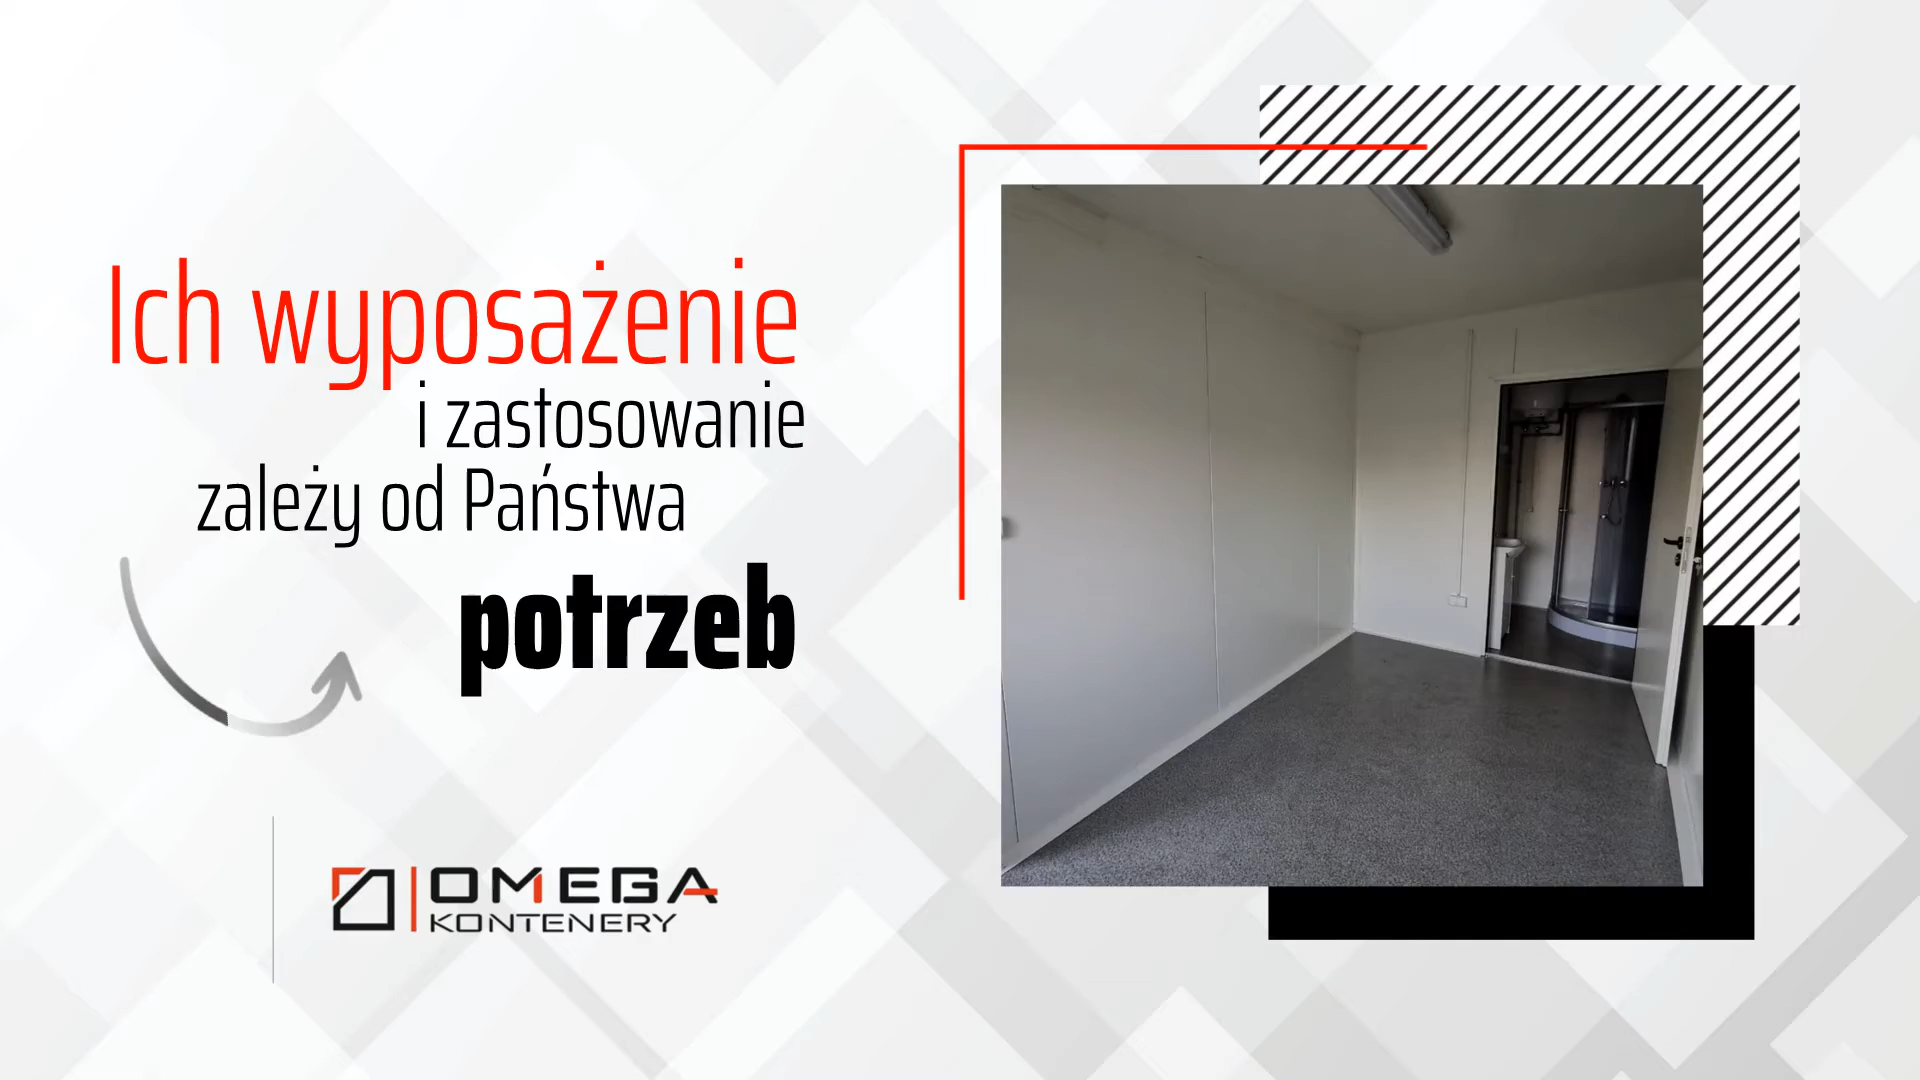 Ich wyposażenie
i zastosowanie
zależy od Państwa
potrzeb
OMEGA
KONTENERY